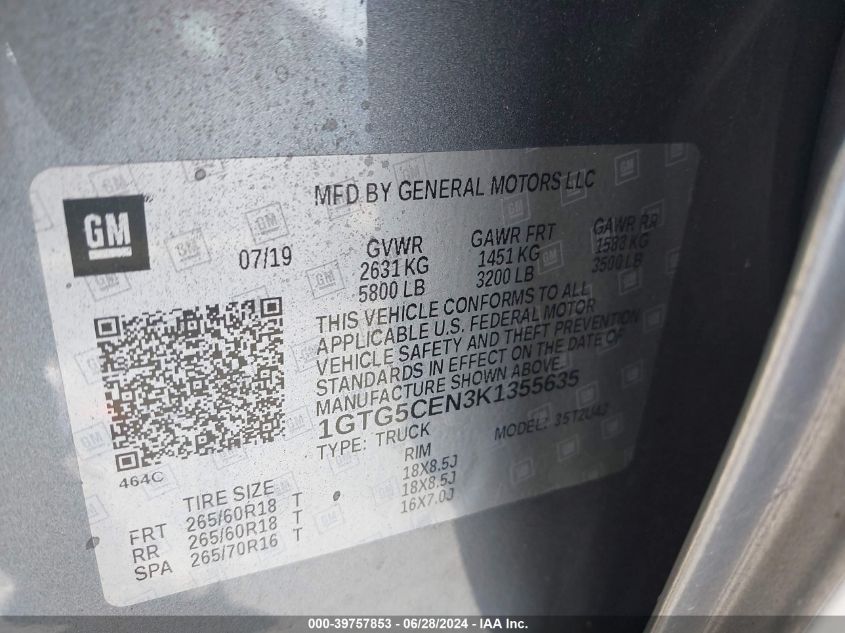 GM
MFD BY GENERAL MOTORS LLC
07/19
GVWR
2631 KG
5800 LB
GAWR FRT
1451 KG
3200 LB
GAWR RR
1588 KG
3500 LB
THIS VEHICLE CONFORMS TO ALL
APPLICABLE U.S. FEDERAL MOTOR
VEHICLE SAFETY AND THEFT PREVENTION
STANDARDS IN EFFECT ON THE DATE OF
MANUFACTURE SHOWN ABOVE.
1GTG5CEN3K1355635
TYPE: TRUCK
MODEL: 35T2U43
464C
TIRE SIZE RIM
FRT 265/60R18 T 18X8.5J
RR 265/60R18 T 18X8.5J
SPA 265/70R16 T 16X7.0J
000-39757853 | 06/28/2024 | IAA Holdings, LLC.